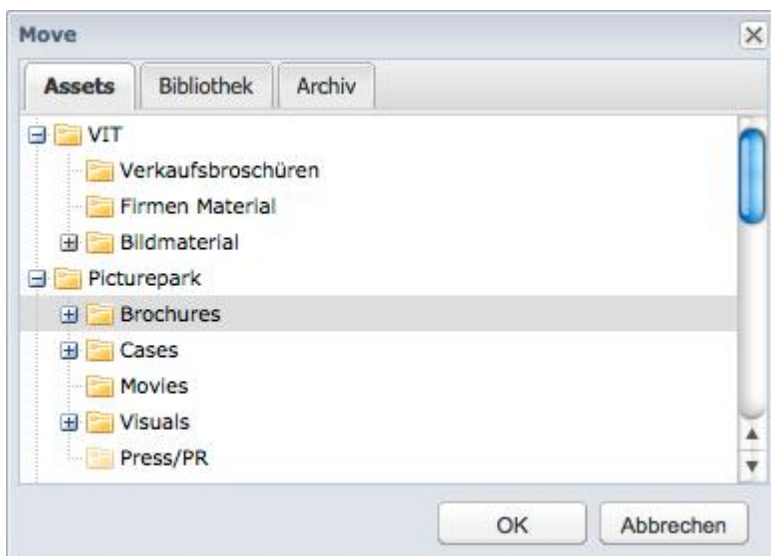 Move
Assets Bibliothek Archiv
VIT
Verkaufsbroschüren
Firmen Material
Bildmaterial
Picturepark
Brochures
Cases
Movies
Visuals
Press/PR
OK Abbrechen